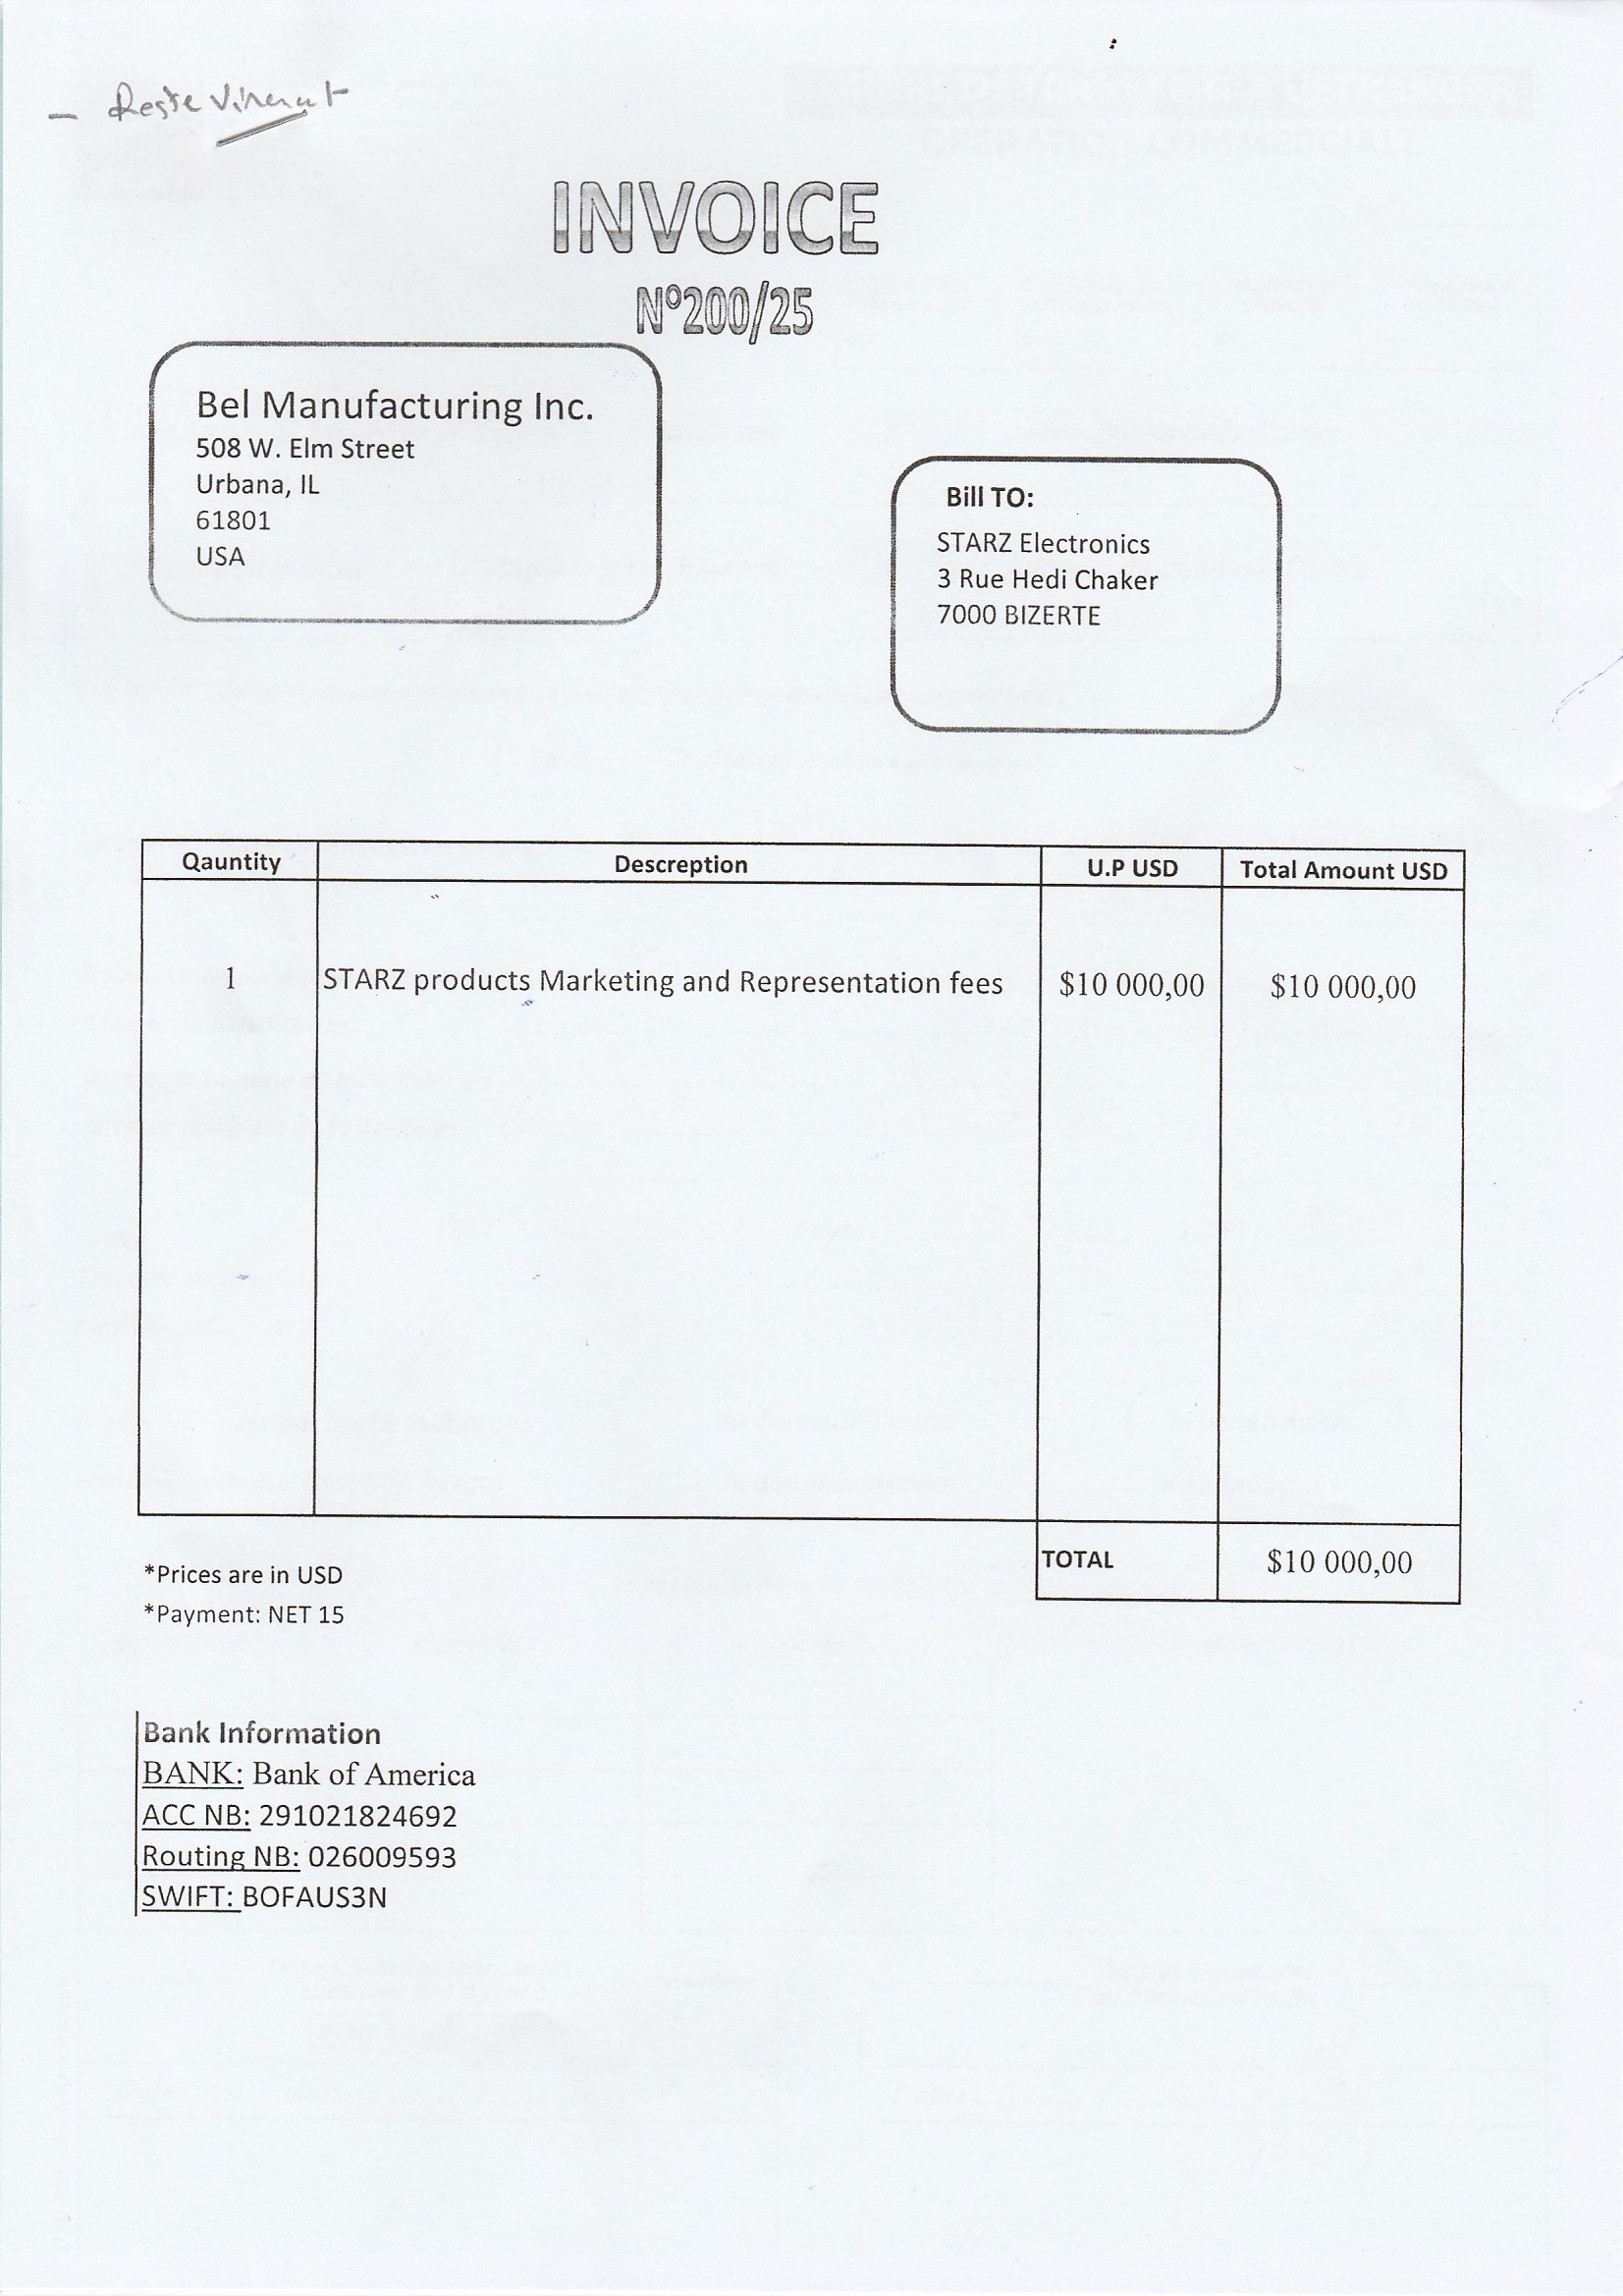 - Reste Virement
INVOICE
N°200/25
Bel Manufacturing Inc.
508 W. Elm Street
Urbana, IL
61801
USA
Bill TO:
STARZ Electronics
3 Rue Hedi Chaker
7000 BIZERTE
Qauntity Descreption U.P USD Total Amount USD
1 STARZ products Marketing and Representation fees $10 000,00 $10 000,00
TOTAL $10 000,00
*Prices are in USD
*Payment: NET 15
Bank Information
BANK: Bank of America
ACC NB: 291021824692
Routing NB: 026009593
SWIFT: BOFAUS3N